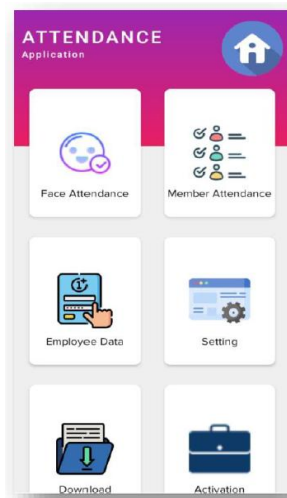 ATTENDANCE
Application
Face Attendance
Member Attendance
Employee Data
Setting
Download
Activation